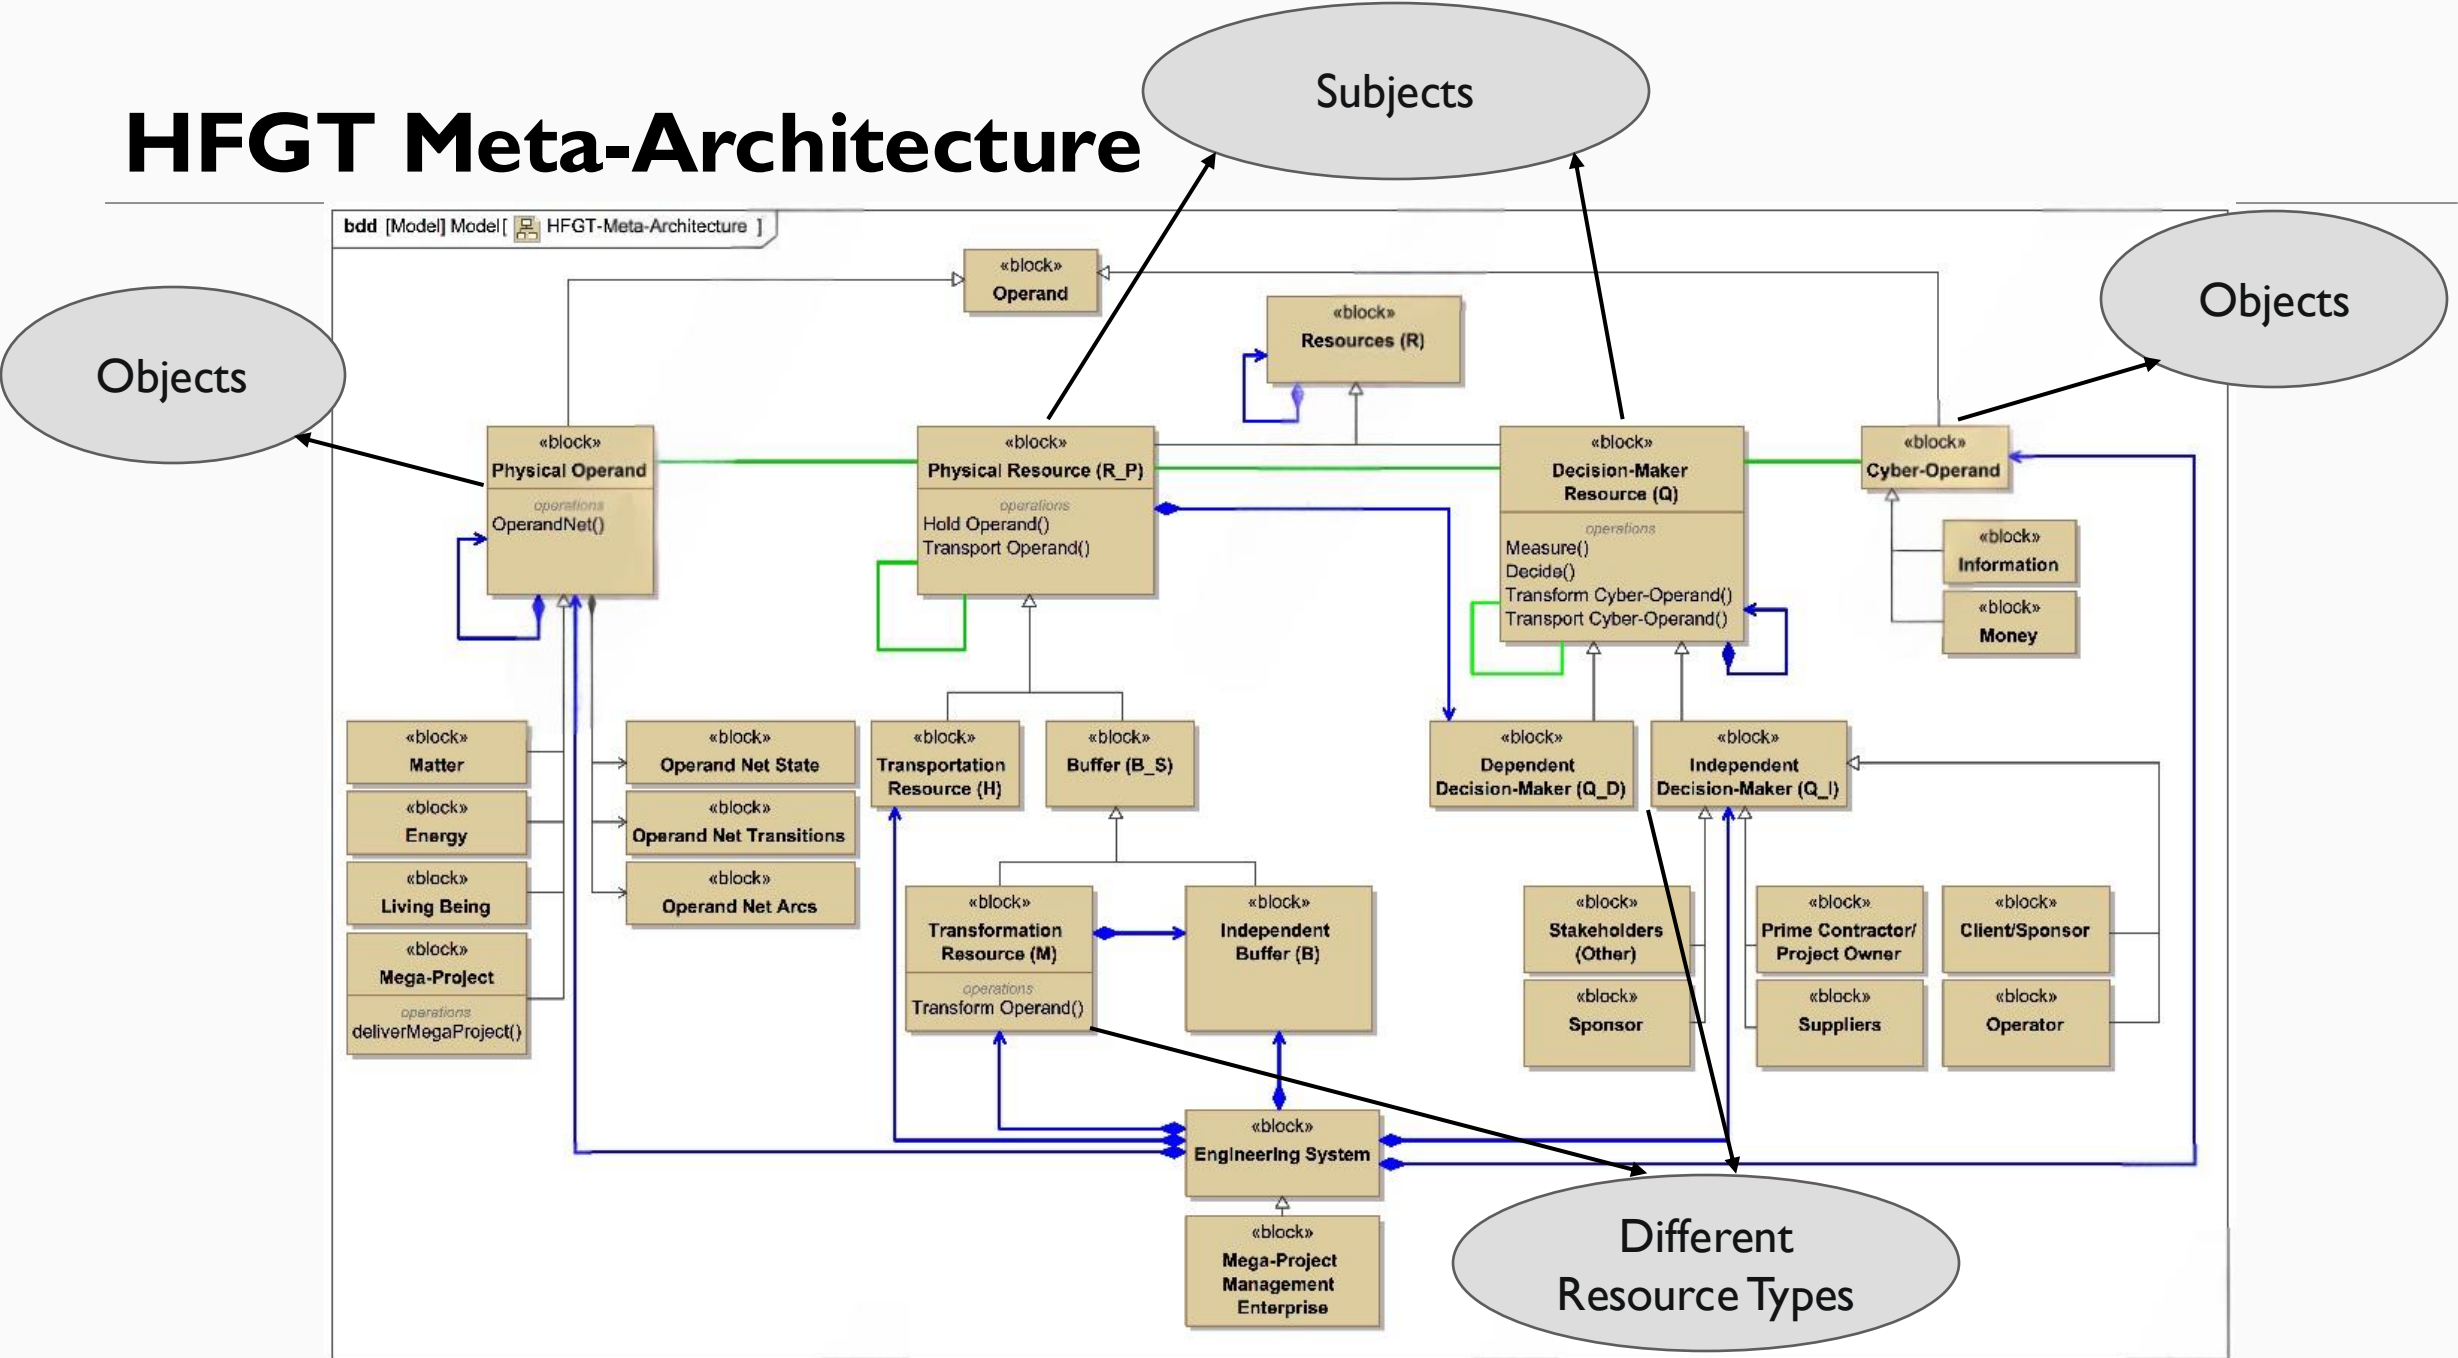 Subjects
HFGT Meta-Architecture
bdd [Model] Model[ HFGT-Meta-Architecture ]
«block»
Operand
Objects
«block»
Resources (R)
Objects
«block»
Physical Operand
operations
OperandNet()
«block»
Physical Resource (R_P)
operations
Hold Operand()
Transport Operand()
«block»
Decision-Maker
Resource (Q)
operations
Measure()
Decide()
Transform Cyber-Operand()
Transport Cyber-Operand()
«block»
Cyber-Operand
«block»
Information
«block»
Money
«block»
Matter
«block»
Energy
«block»
Living Being
«block»
Mega-Project
operations
deliverMegaProject()
«block»
Operand Net State
«block»
Operand Net Transitions
«block»
Operand Net Arcs
«block»
Transportation
Resource (H)
«block»
Buffer (B_S)
«block»
Dependent
Decision-Maker (Q_D)
«block»
Independent
Decision-Maker (Q_I)
«block»
Transformation
Resource (M)
operations
Transform Operand()
«block»
Independent
Buffer (B)
«block»
Stakeholders
(Other)
«block»
Prime Contractor/
Project Owner
«block»
Client/Sponsor
«block»
Sponsor
«block»
Suppliers
«block»
Operator
«block»
Engineering System
«block»
Mega-Project
Management
Enterprise
Different
Resource Types